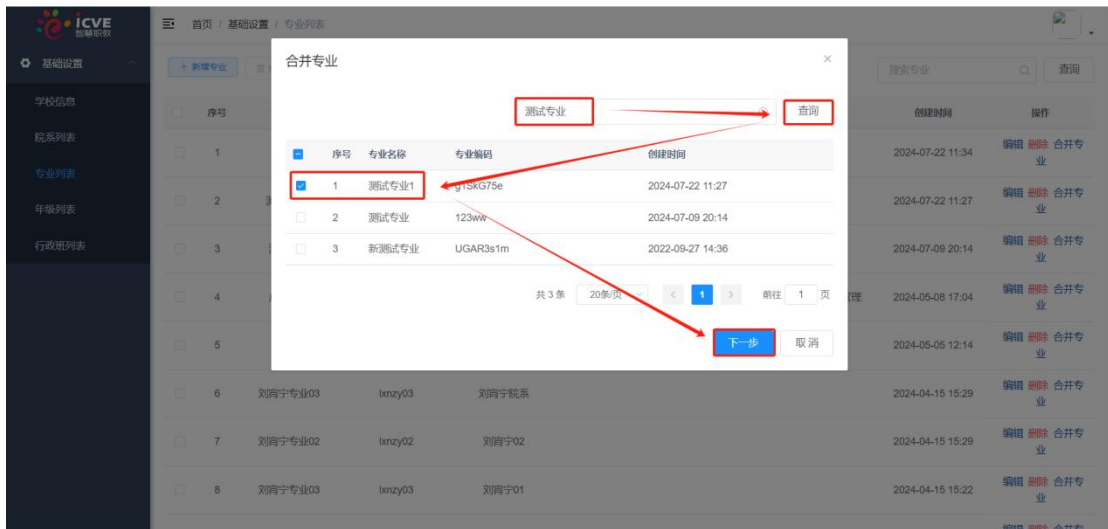 icve
智慧职教
首页 / 基础设置 / 专业列表
基础设置
学校信息
院系列表
专业列表
年级列表
行政班列表
+ 新增专业
搜索专业
查询
序号
创建时间
操作
1
2024-07-22 11:34
编辑 删除 合并专业
2
2024-07-22 11:27
编辑 删除 合并专业
3
2024-07-09 20:14
编辑 删除 合并专业
4
2024-05-08 17:04
编辑 删除 合并专业
5
2024-05-05 12:14
编辑 删除 合并专业
6 刘宵宁专业03 lxnzy03 刘宵宁院系 2024-04-15 15:29
编辑 删除 合并专业
7 刘宵宁专业02 lxnzy02 刘宵宁02 2024-04-15 15:29
编辑 删除 合并专业
8 刘宵宁专业03 lxnzy03 刘宵宁01 2024-04-15 15:22
编辑 删除 合并专业
合并专业
测试专业
查询
序号 专业名称 专业编码 创建时间
1 测试专业1 g1SkG75e 2024-07-22 11:27
2 测试专业 123ww 2024-07-09 20:14
3 新测试专业 UGAR3s1m 2022-09-27 14:36
共 3 条 20条/页 1 前往 1 页
下一步 取消